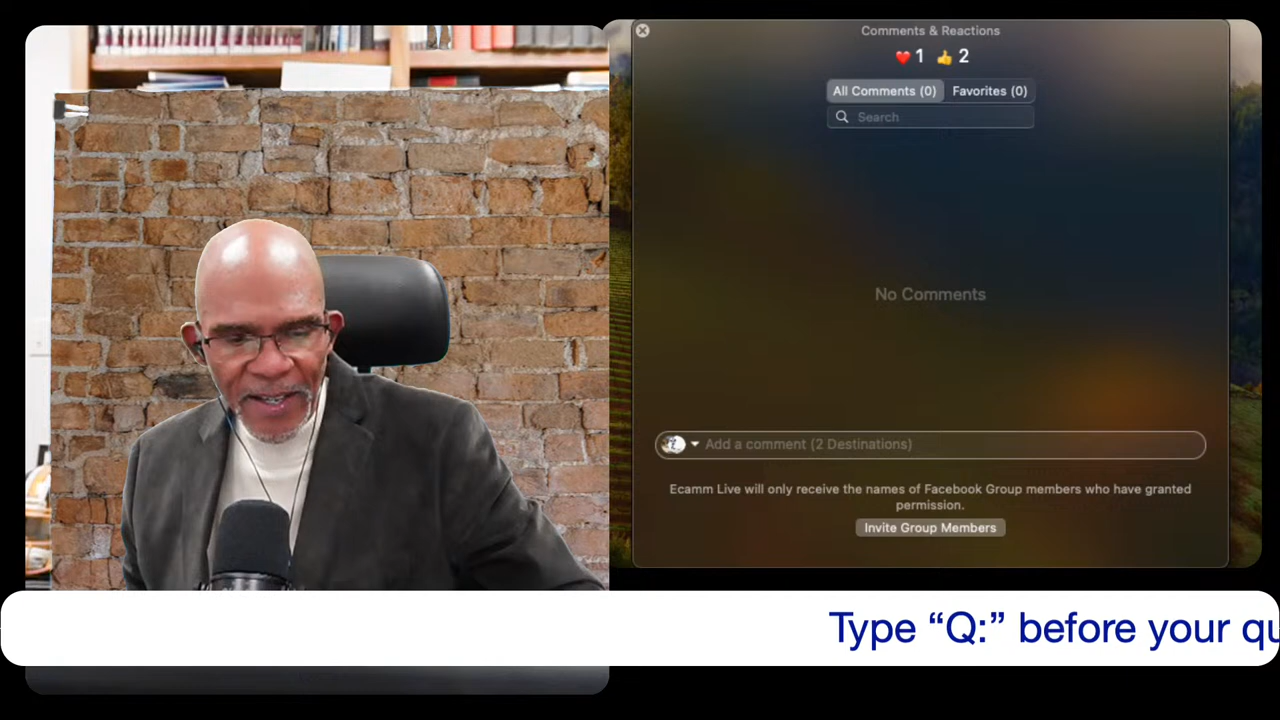 Comments & Reactions
❤️ 1 👍 2
All Comments (0) Favorites (0)
Search
No Comments
Add a comment (2 Destinations)
Ecamm Live will only receive the names of Facebook Group members who have granted
permission.
Invite Group Members
Type “Q:” before your qu